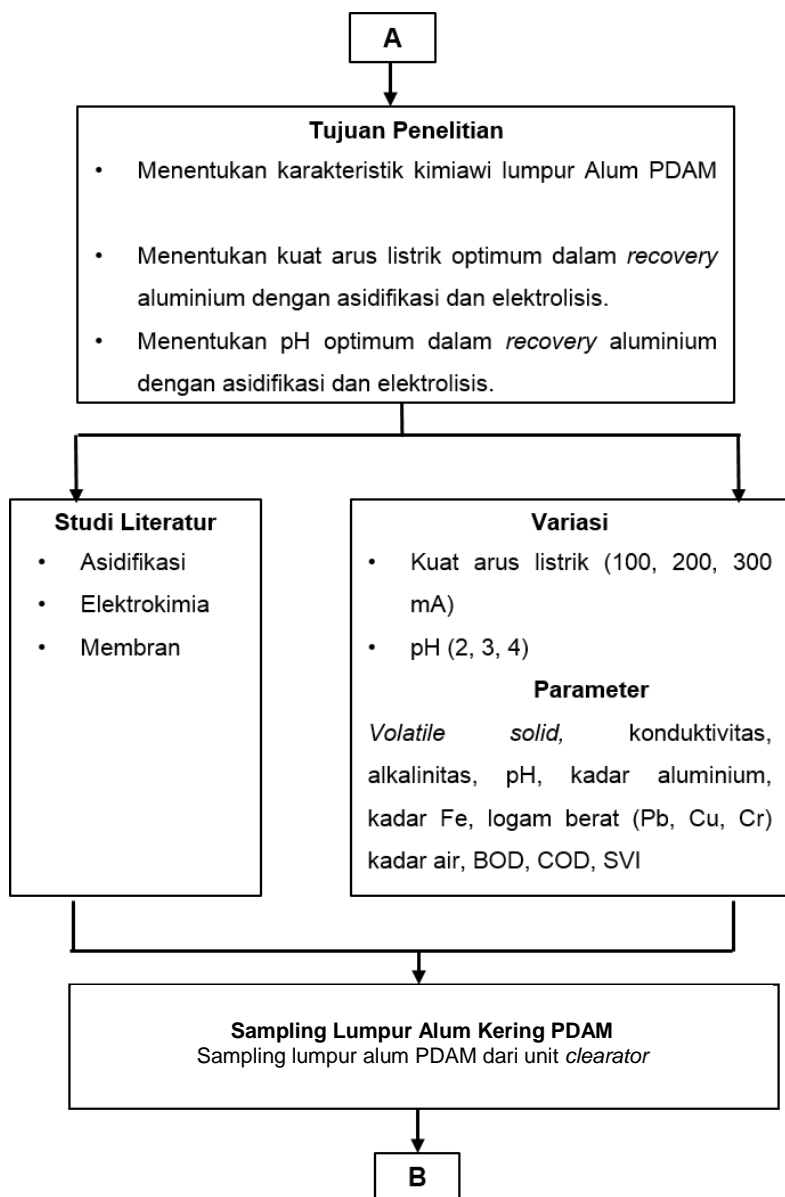 A
Tujuan Penelitian
• Menentukan karakteristik kimiawi lumpur Alum PDAM
• Menentukan kuat arus listrik optimum dalam recovery
aluminium dengan asidifikasi dan elektrolisis.
• Menentukan pH optimum dalam recovery aluminium
dengan asidifikasi dan elektrolisis.
Studi Literatur
• Asidifikasi
• Elektrokimia
• Membran
Variasi
• Kuat arus listrik (100, 200, 300
mA)
• pH (2, 3, 4)
Parameter
Volatile solid, konduktivitas,
alkalinitas, pH, kadar aluminium,
kadar Fe, logam berat (Pb, Cu, Cr)
kadar air, BOD, COD, SVI
Sampling Lumpur Alum Kering PDAM
Sampling lumpur alum PDAM dari unit clearator
B